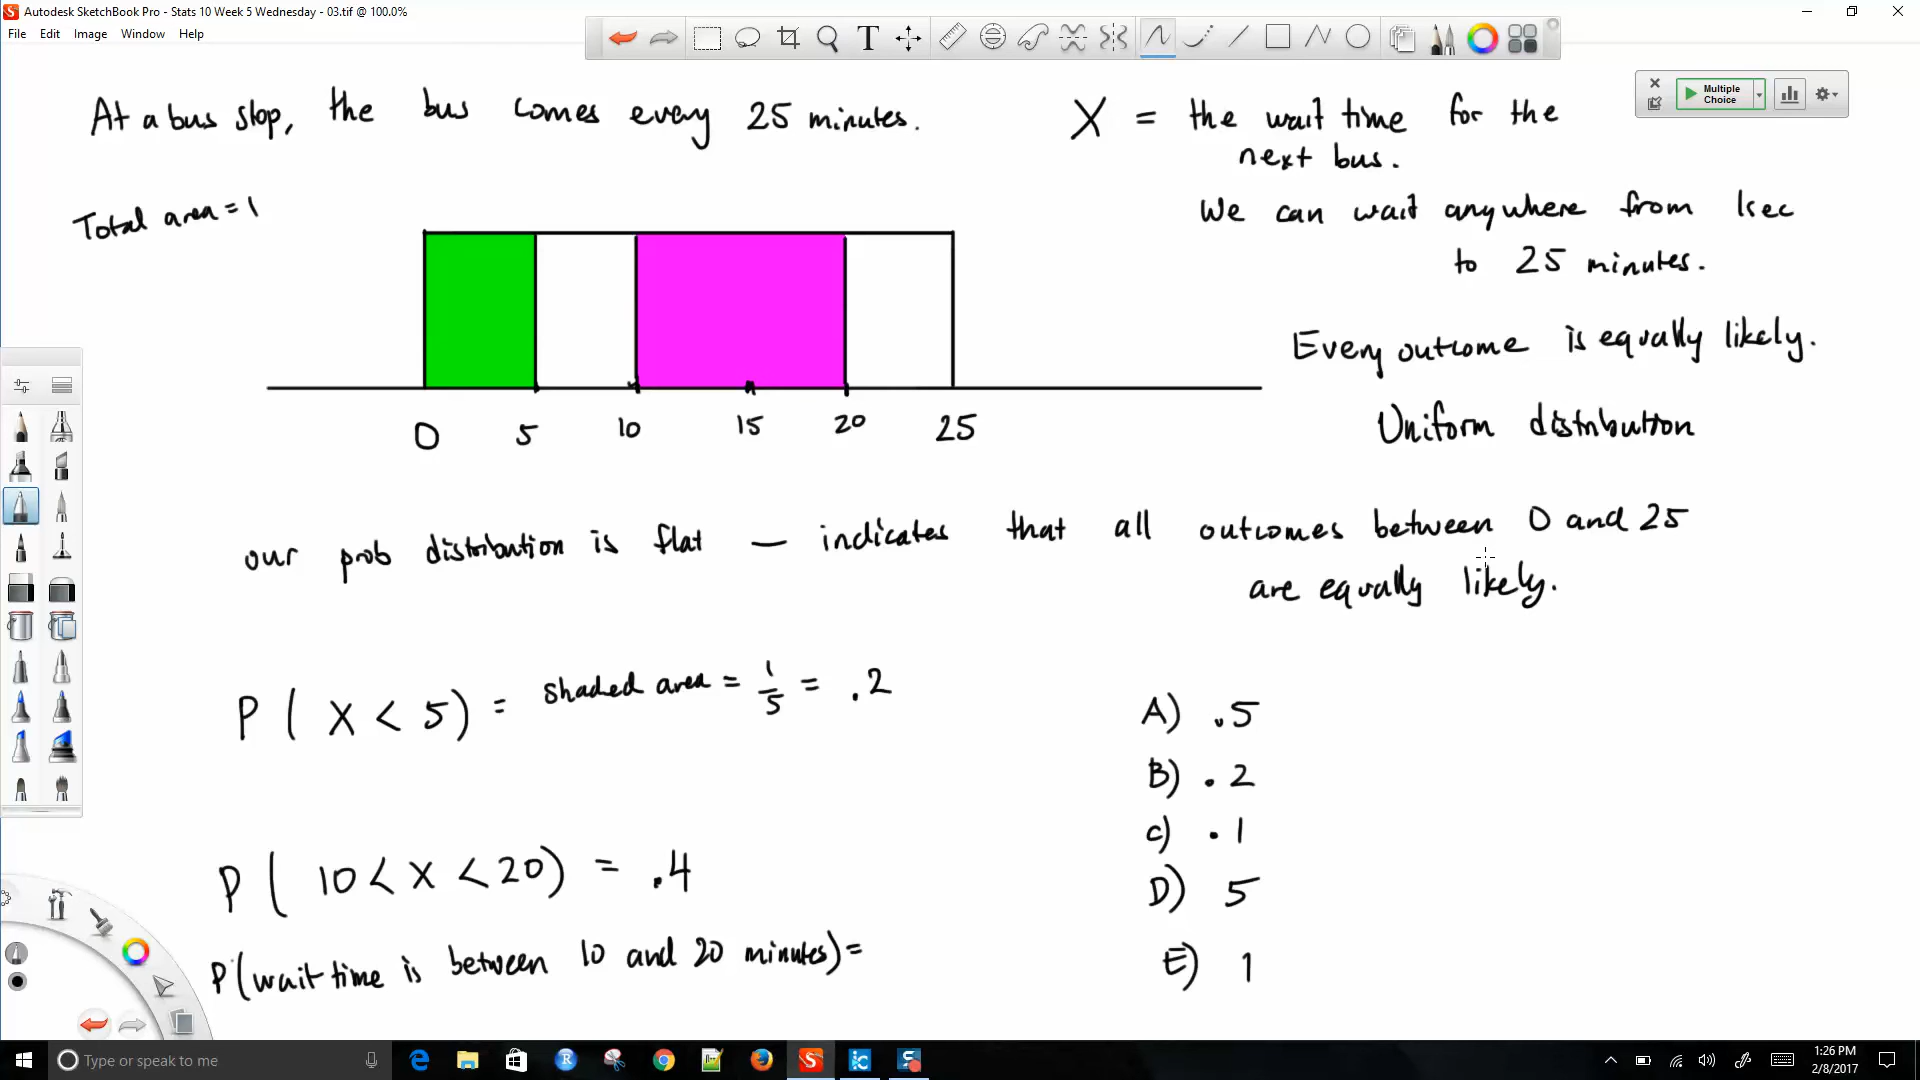 Autodesk SketchBook Pro - Stats 10 Week 5 Wednesday - 03.tif @ 100.0%
File Edit Image Window Help
T
Multiple
Choice
At a bus stop, the bus comes every 25 minutes.
X = the wait time for the
next bus.
Total area = 1
We can wait anywhere from 1sec
to 25 minutes.
Every outcome is equally likely.
0 5 10 15 20 25
Uniform distribution
our prob distribution is flat — indicates that all outcomes between 0 and 25
are equally likely.
P ( X < 5) = shaded area = 1/5 = .2
A) .5
B) .2
C) .1
P ( 10 < X < 20) = .4
D) 5
P(wait time is between 10 and 20 minutes) =
E) 1
Type or speak to me
1:26 PM
2/8/2017